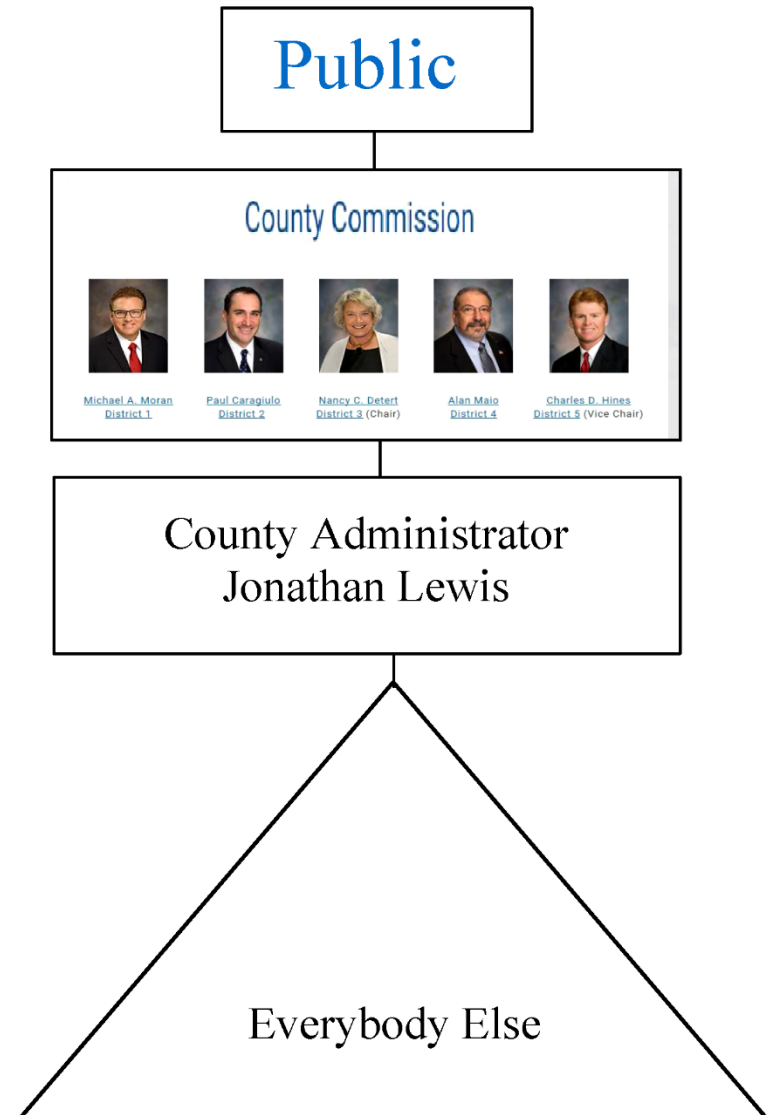 Public
County Commission
Michael A. Moran
District 1
Paul Caragiulo
District 2
Nancy C. Detert
District 3 (Chair)
Alan Maio
District 4
Charles D. Hines
District 5 (Vice Chair)
County Administrator
Jonathan Lewis
Everybody Else